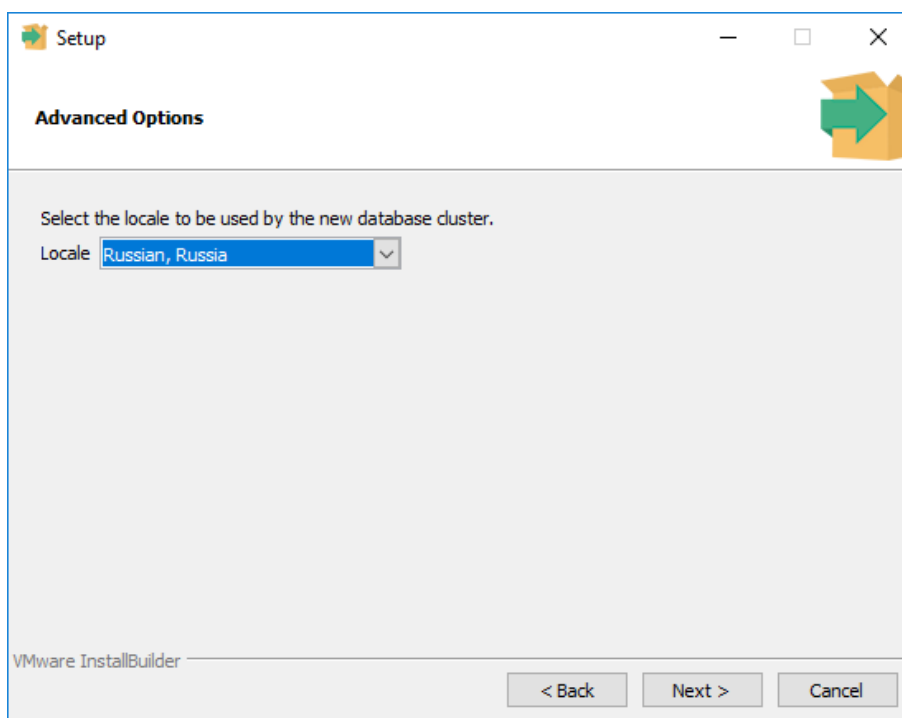 Setup
Advanced Options
Select the locale to be used by the new database cluster.
Locale Russian, Russia
VMware InstallBuilder
< Back Next > Cancel